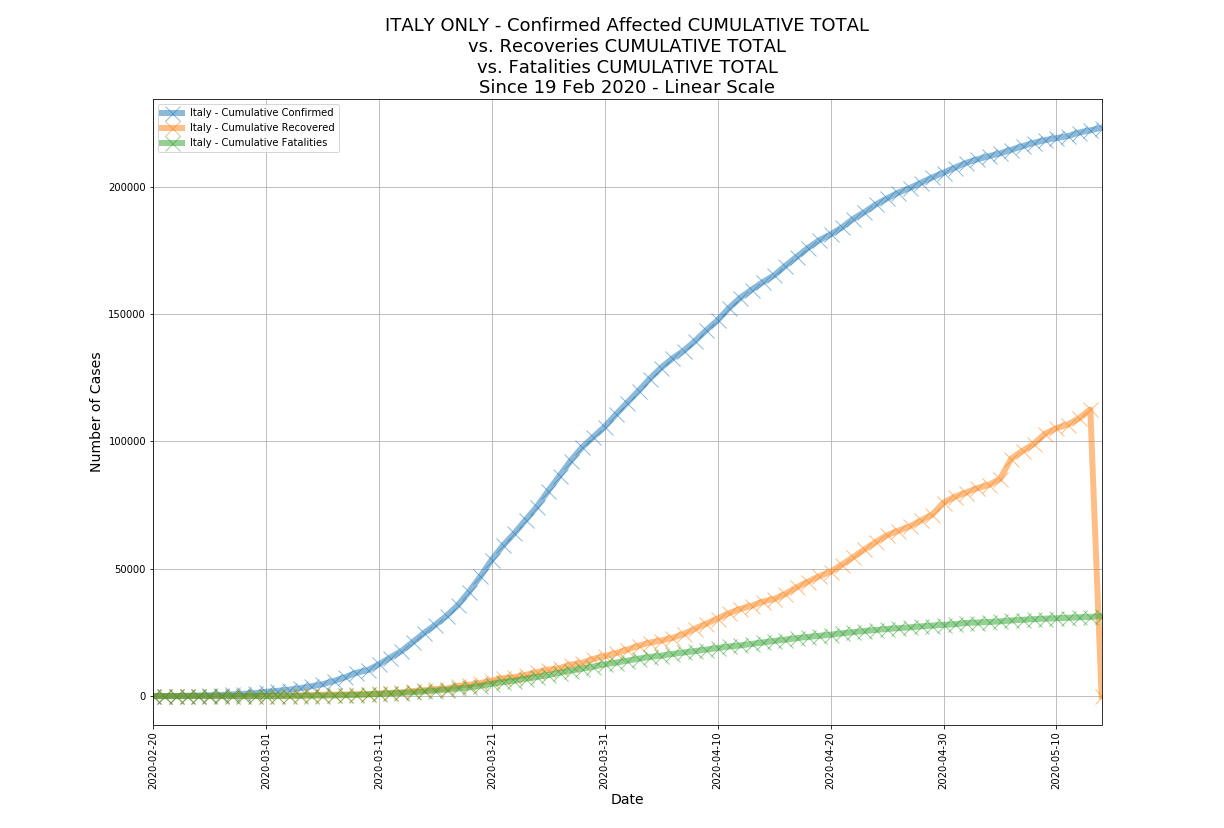 ITALY ONLY - Confirmed Affected CUMULATIVE TOTAL
vs. Recoveries CUMULATIVE TOTAL
vs. Fatalities CUMULATIVE TOTAL
Since 19 Feb 2020 - Linear Scale
Italy - Cumulative Confirmed
Italy - Cumulative Recovered
Italy - Cumulative Fatalities
Number of Cases
200000
150000
100000
50000
0
2020-02-20
2020-03-01
2020-03-11
2020-03-21
2020-03-31
2020-04-10
2020-04-20
2020-04-30
2020-05-10
Date